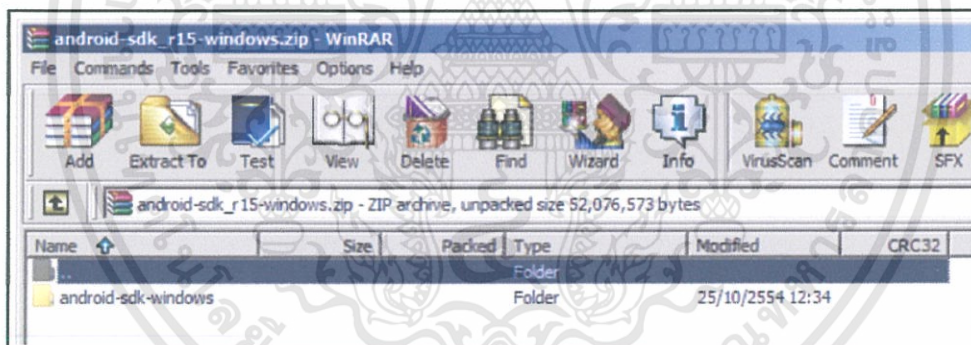 android-sdk_r15-windows.zip - WinRAR
File Commands Tools Favorites Options Help
Add Extract To Test View Delete Find Wizard Info VirusScan Comment SFX
android-sdk_r15-windows.zip - ZIP archive, unpacked size 52,076,573 bytes
Name Size Packed Type Modified CRC32
.. Folder
android-sdk-windows Folder 25/10/2554 12:34